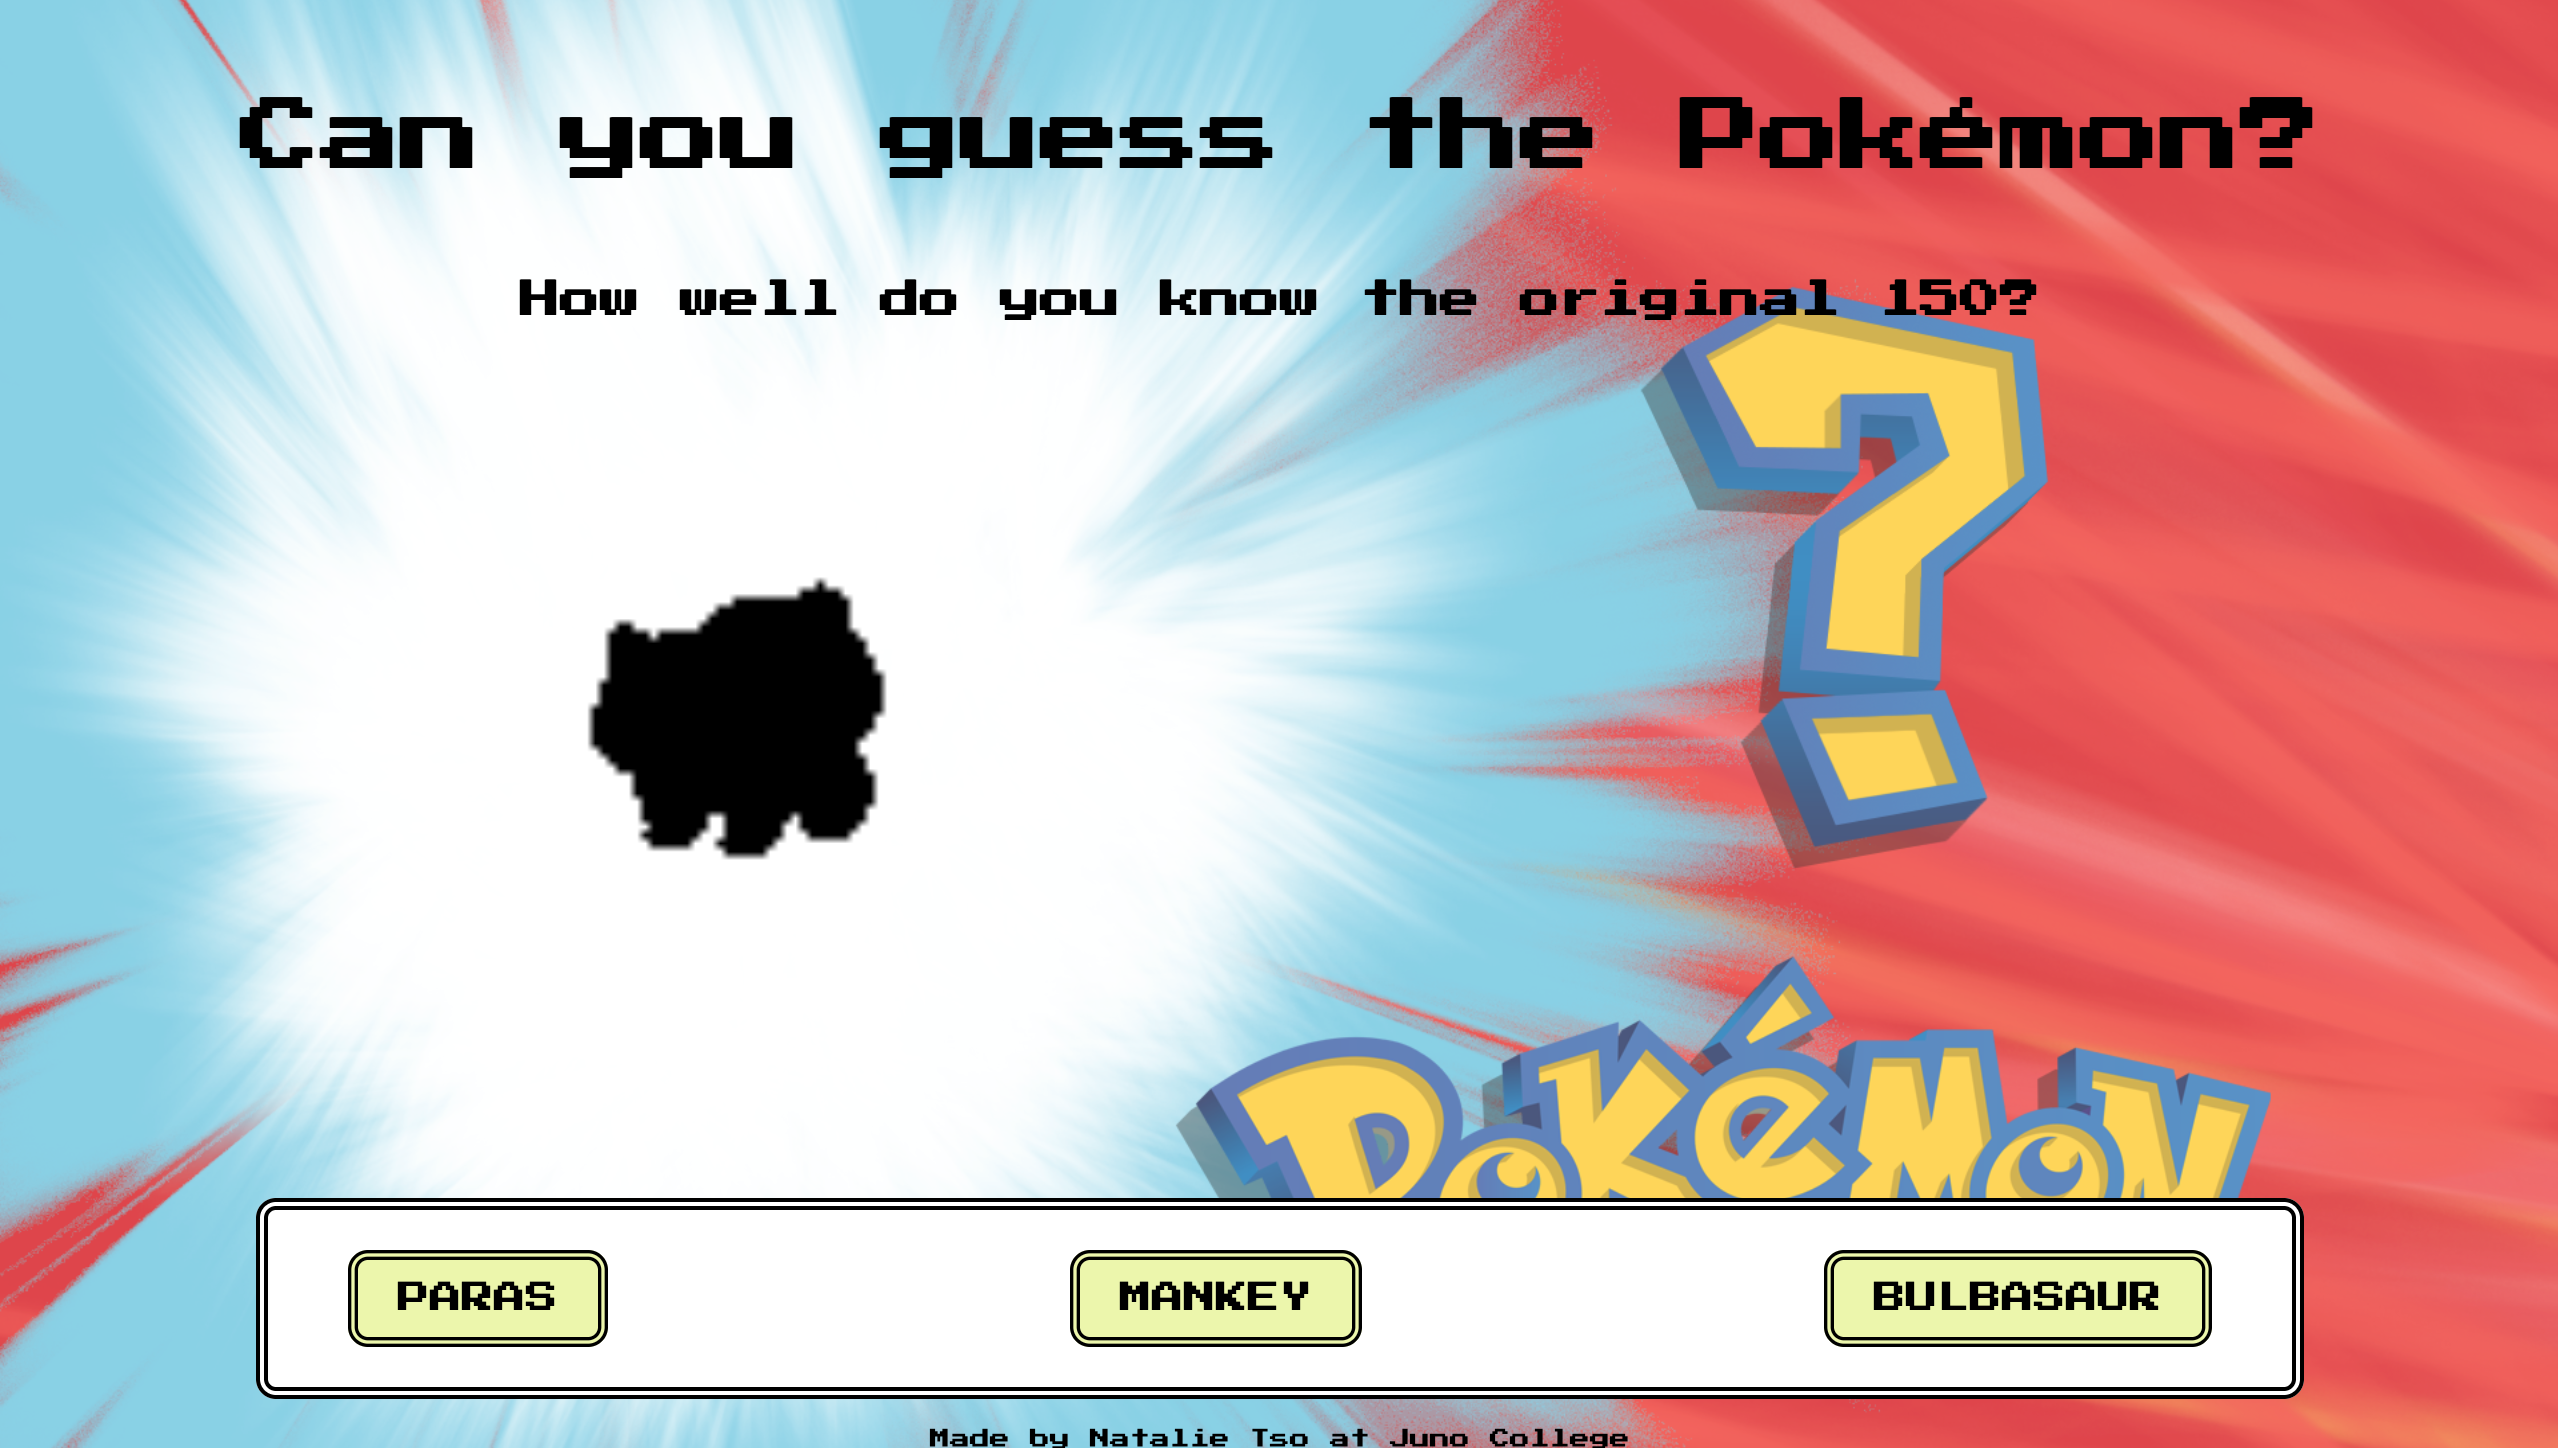 Can you guess the Pokémon?
How well do you know the original 150?
?
POKéMON
PARAS MANKEY BULBASAUR
Made by Natalie Tso at Juno College